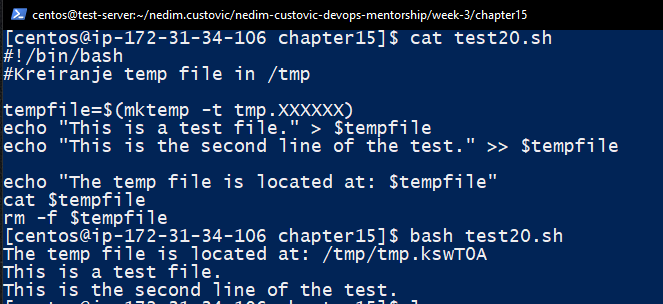 centos@test-server:~/nedim.custovic/nedim-custovic-devops-mentorship/week-3/chapter15
[centos@ip-172-31-34-106 chapter15]$ cat test20.sh
#!/bin/bash
#Kreiranje temp file in /tmp
tempfile=$(mktemp -t tmp.XXXXXX)
echo "This is a test file." > $tempfile
echo "This is the second line of the test." >> $tempfile
echo "The temp file is located at: $tempfile"
cat $tempfile
rm -f $tempfile
[centos@ip-172-31-34-106 chapter15]$ bash test20.sh
The temp file is located at: /tmp/tmp.kswT0A
This is a test file.
This is the second line of the test.